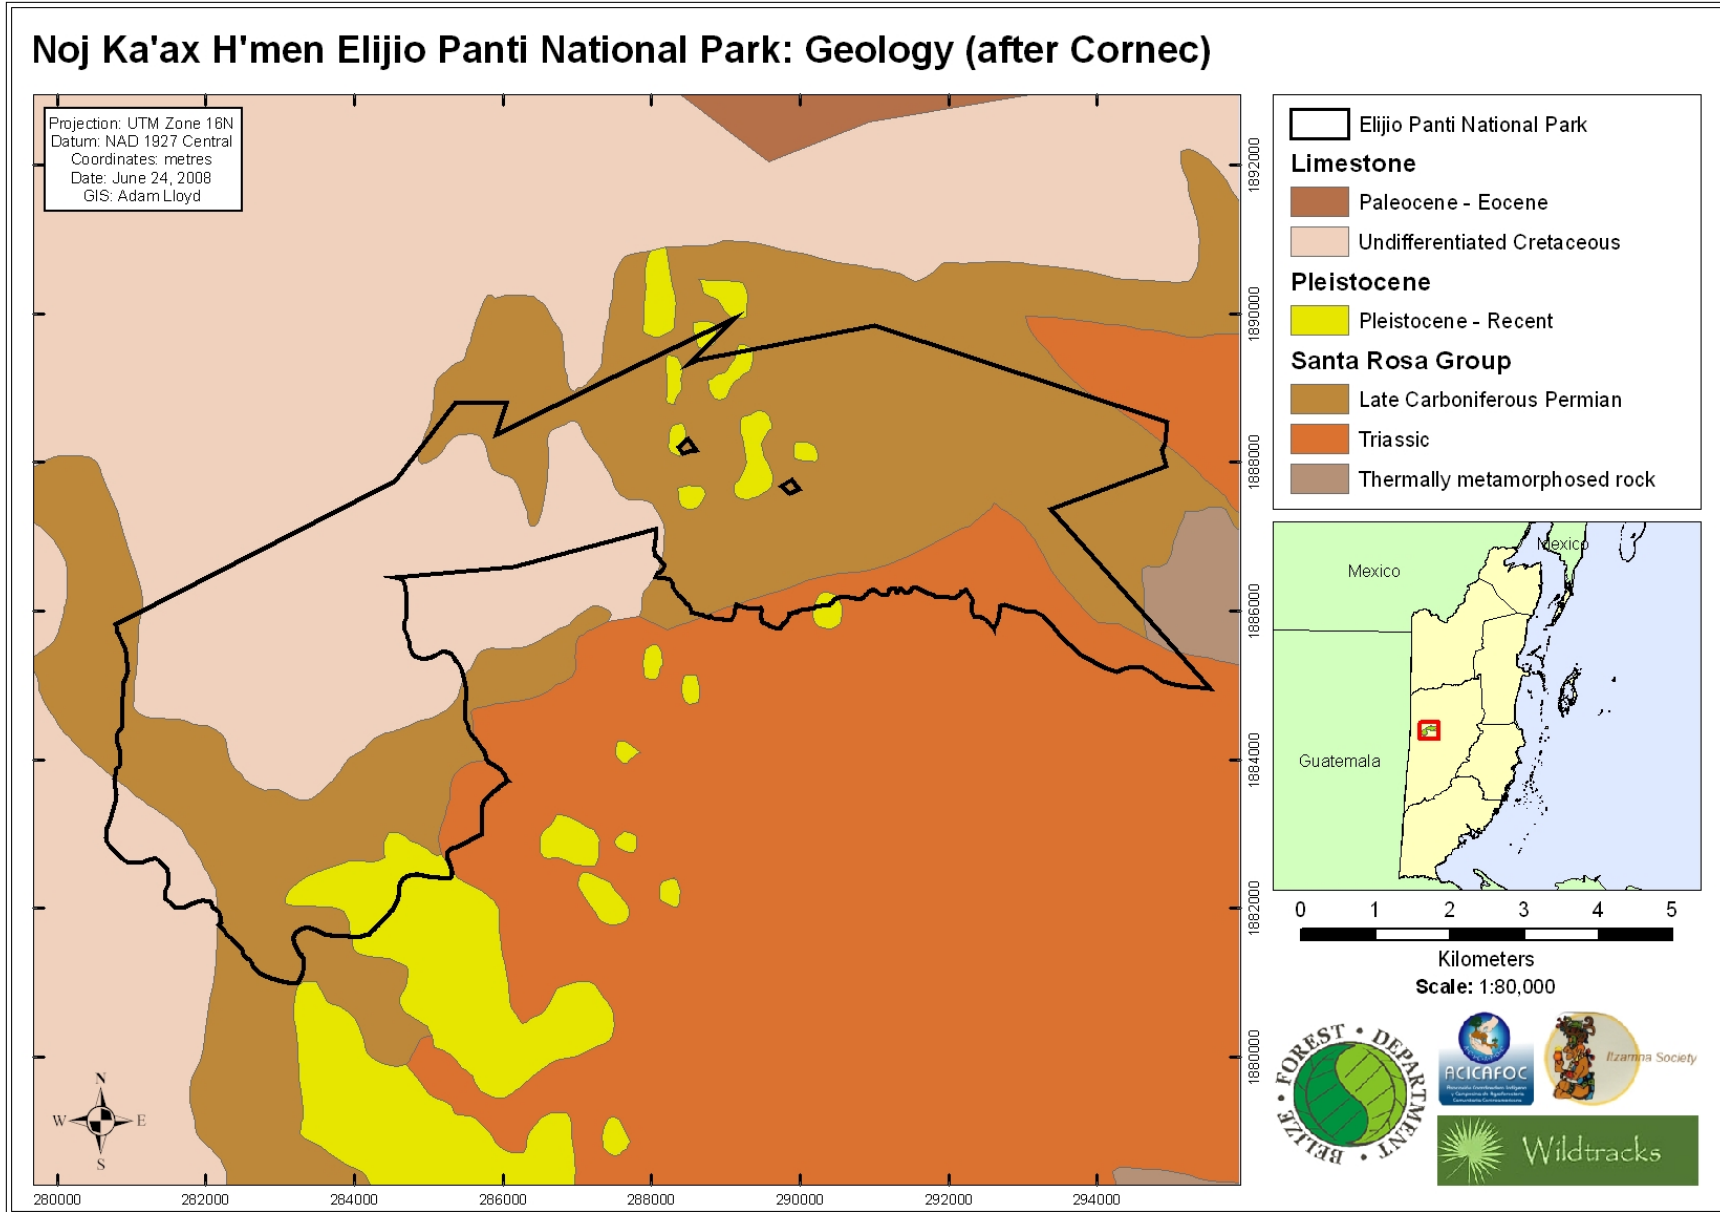 Noj Ka'ax H'men Elijio Panti National Park: Geology (after Cornec)
Projection: UTM Zone 16N
Datum: NAD 1927 Central
Coordinates: metres
Date: June 24, 2008
GIS: Adam Lloyd
1892000
1890000
1888000
1886000
1884000
1882000
1880000
N
W E
S
280000 282000 284000 286000 288000 290000 292000 294000
Elijio Panti National Park
Limestone
Paleocene - Eocene
Undifferentiated Cretaceous
Pleistocene
Pleistocene - Recent
Santa Rosa Group
Late Carboniferous Permian
Triassic
Thermally metamorphosed rock
Mexico
Mexico
Guatemala
0 1 2 3 4 5
Kilometers
Scale: 1:80,000
BELIZE • FOREST • DEPARTMENT •
ACICAFOC
Itzamna Society
Wildtracks